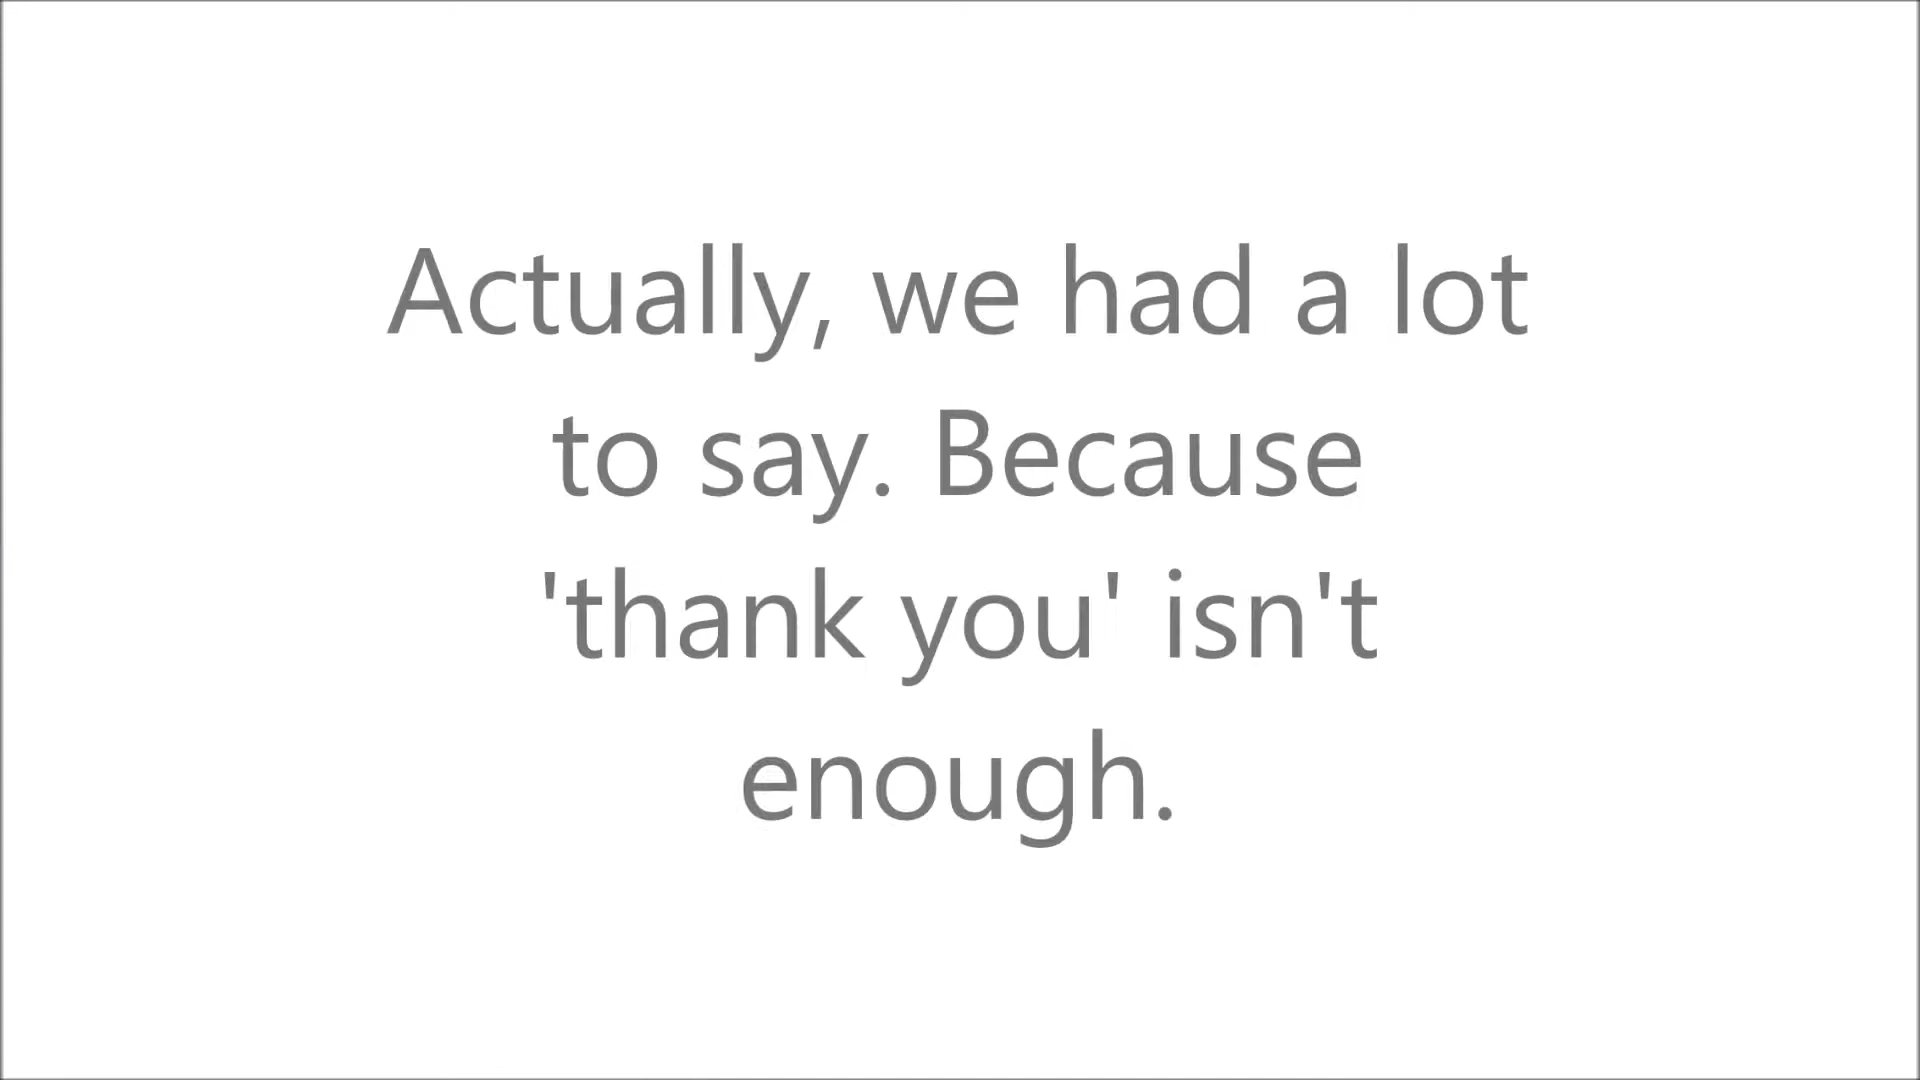 Actually, we had a lot
to say. Because
'thank you' isn't
enough.